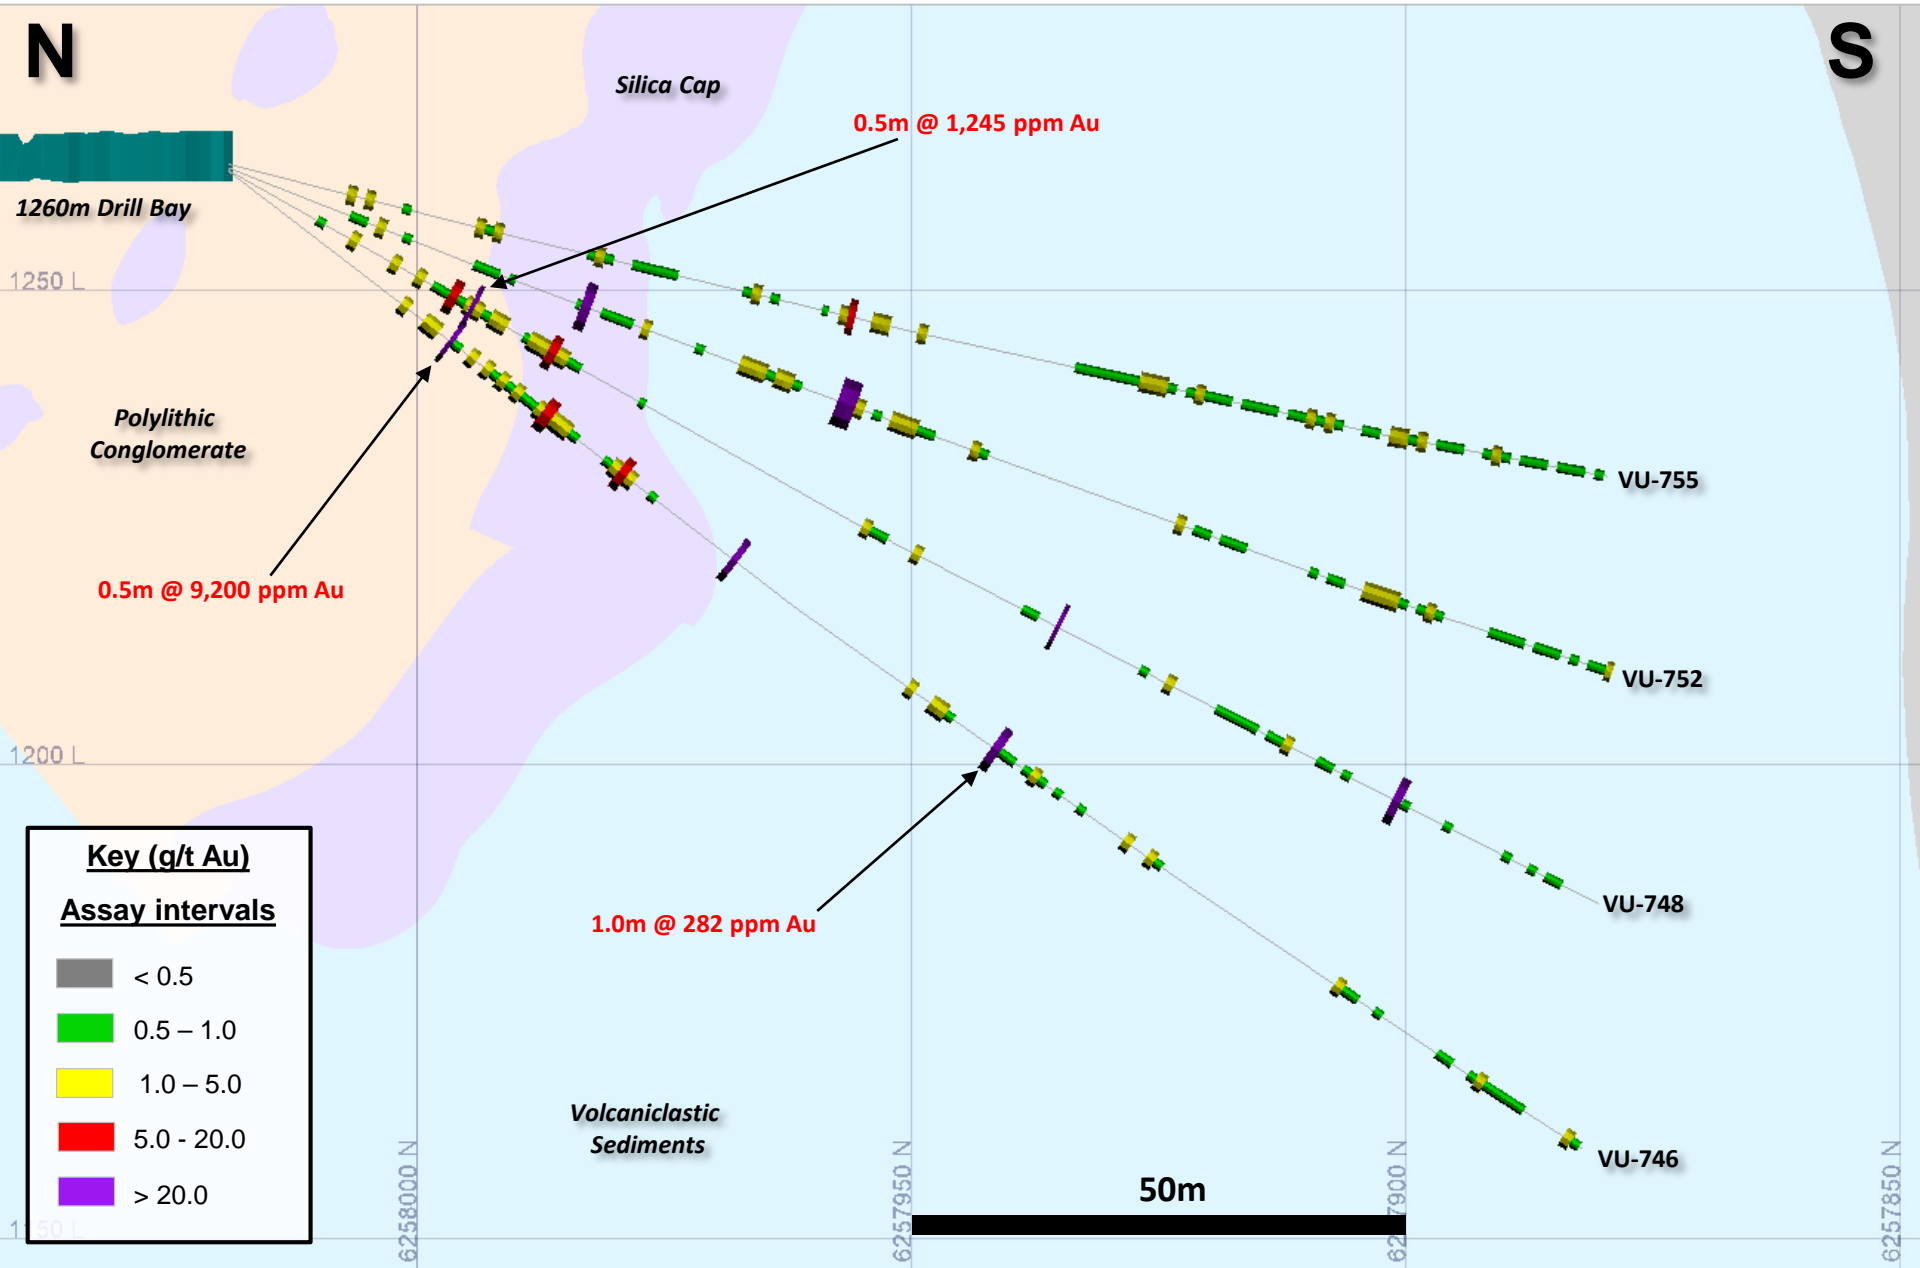 N
S
Silica Cap
0.5m @ 1,245 ppm Au
1260m Drill Bay
1250 L
Polylithic
Conglomerate
VU-755
0.5m @ 9,200 ppm Au
VU-752
1200 L
VU-748
1.0m @ 282 ppm Au
Key (g/t Au)
Assay intervals
< 0.5
0.5 – 1.0
1.0 – 5.0
5.0 - 20.0
> 20.0
Volcaniclastic
Sediments
VU-746
50m
1150 L
6258000 N
6257950 N
6257900 N
6257850 N